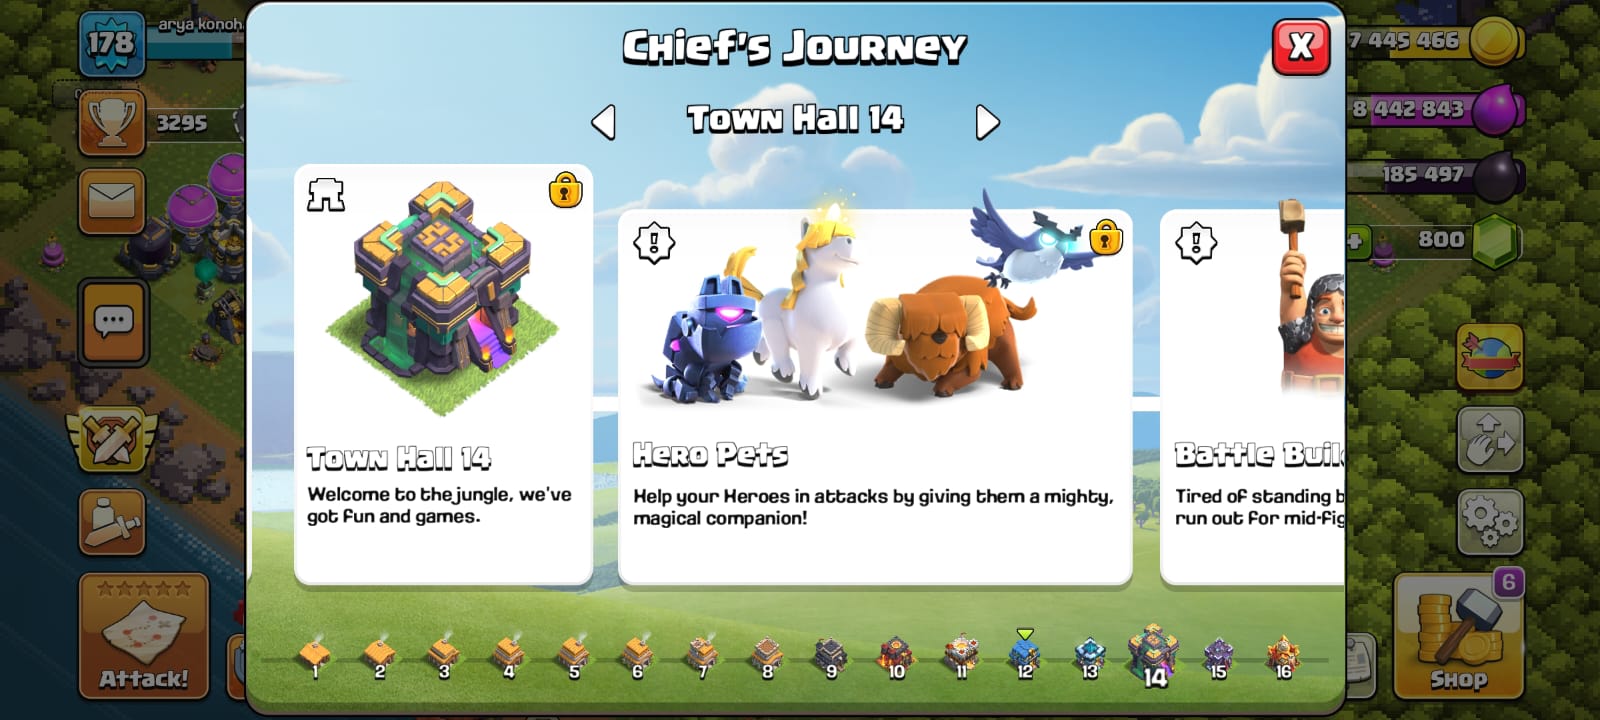 178
arya konoh
3295
Chief's Journey
Town Hall 14
7 445 466
8 442 843
185 497
800
Town Hall 14
Welcome to the jungle, we've
got fun and games.
Hero Pets
Help your Heroes in attacks by giving them a mighty,
magical companion!
Battle Buil
Tired of standing b
run out for mid-fig
1 2 3 4 5 6 7 8 9 10 11 12 13 14 15 16
Attack!
6
Shop